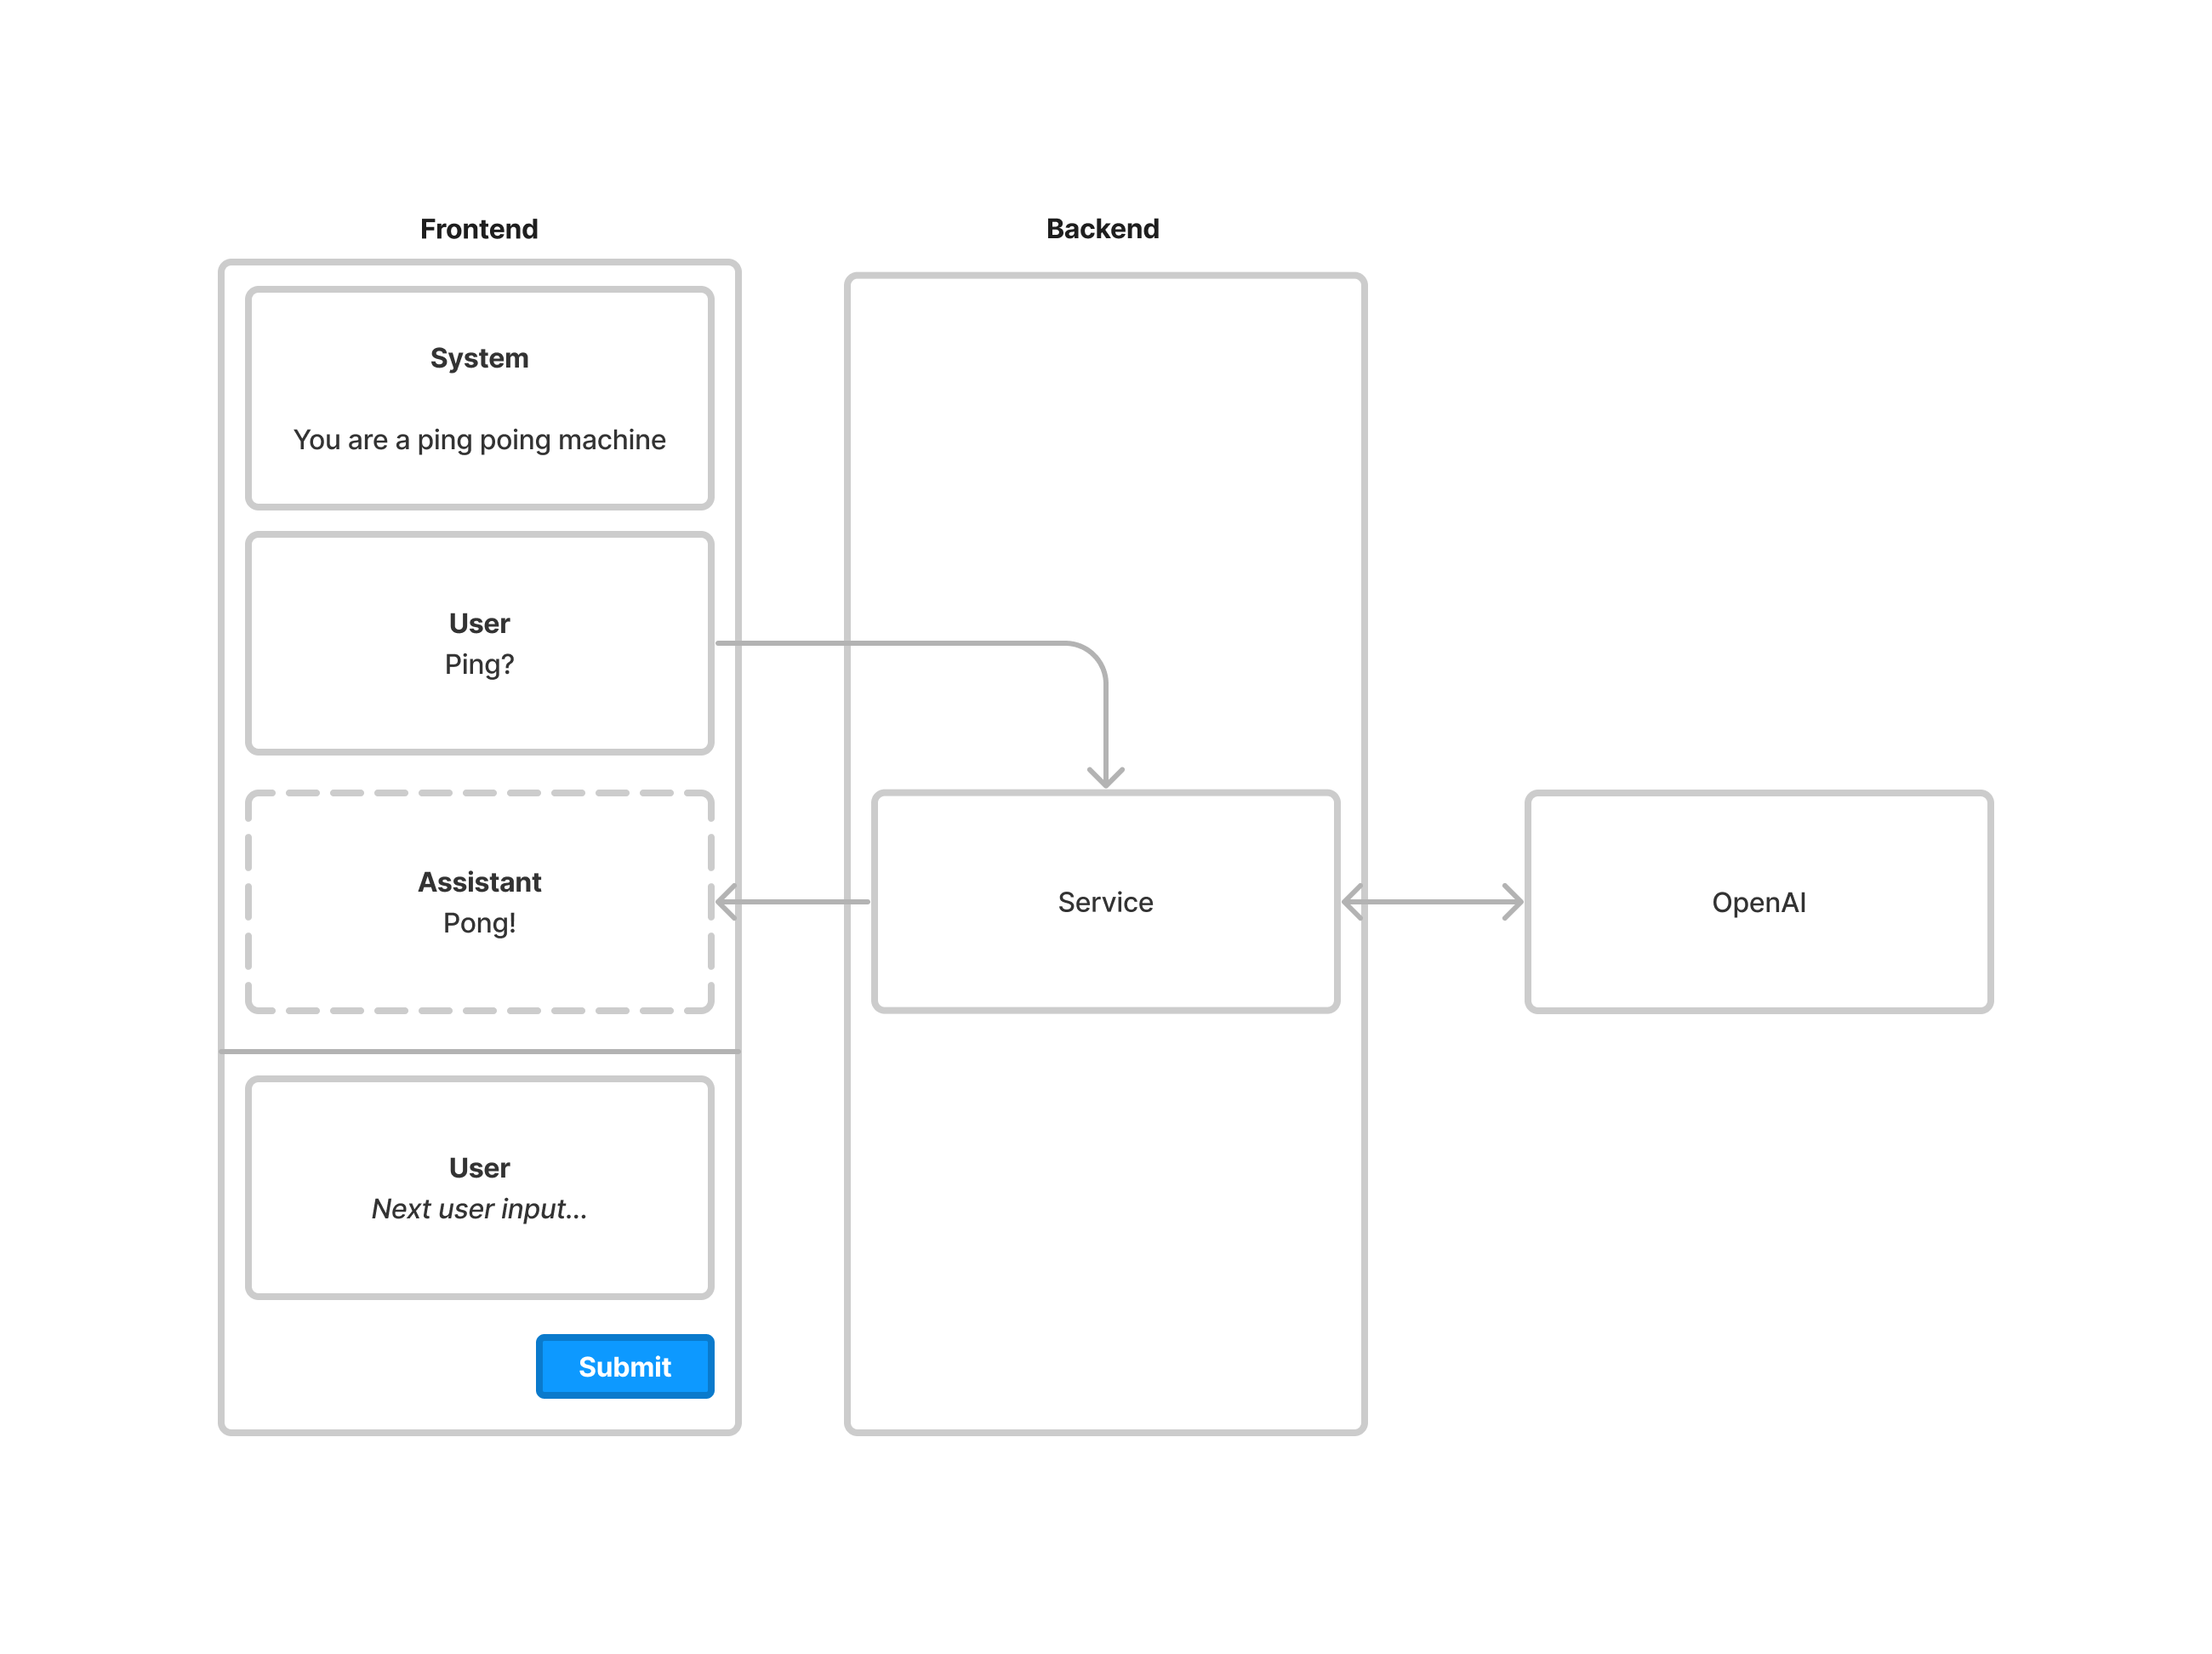 Frontend
System
You are a ping poing machine
User
Ping?
Assistant
Pong!
User
Next user input...
Submit
Backend
Service
OpenAI